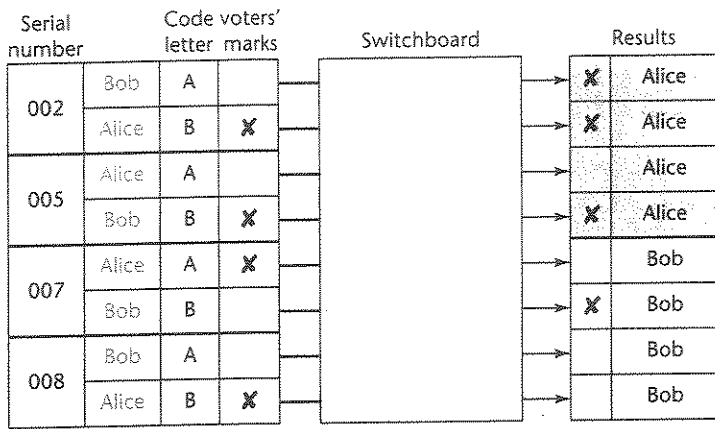 Serial number
Code letter
voters' marks
Switchboard
Results
002
Bob A
Alice B X
005
Alice A
Bob B X
007
Alice A X
Bob B
008
Bob A
Alice B X
X Alice
X Alice
Alice
X Alice
Bob
X Bob
Bob
Bob